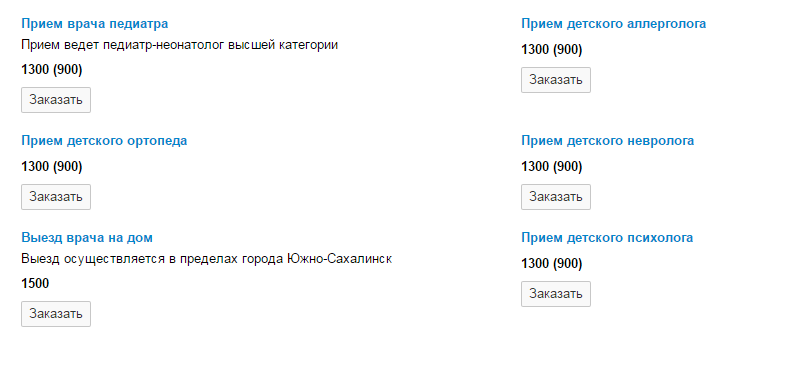 Прием врача педиатра
Прием ведет педиатр-неонатолог высшей категории
1300 (900)
Заказать
Прием детского аллерголога
1300 (900)
Заказать
Прием детского ортопеда
1300 (900)
Заказать
Прием детского невролога
1300 (900)
Заказать
Выезд врача на дом
Выезд осуществляется в пределах города Южно-Сахалинск
1500
Заказать
Прием детского психолога
1300 (900)
Заказать